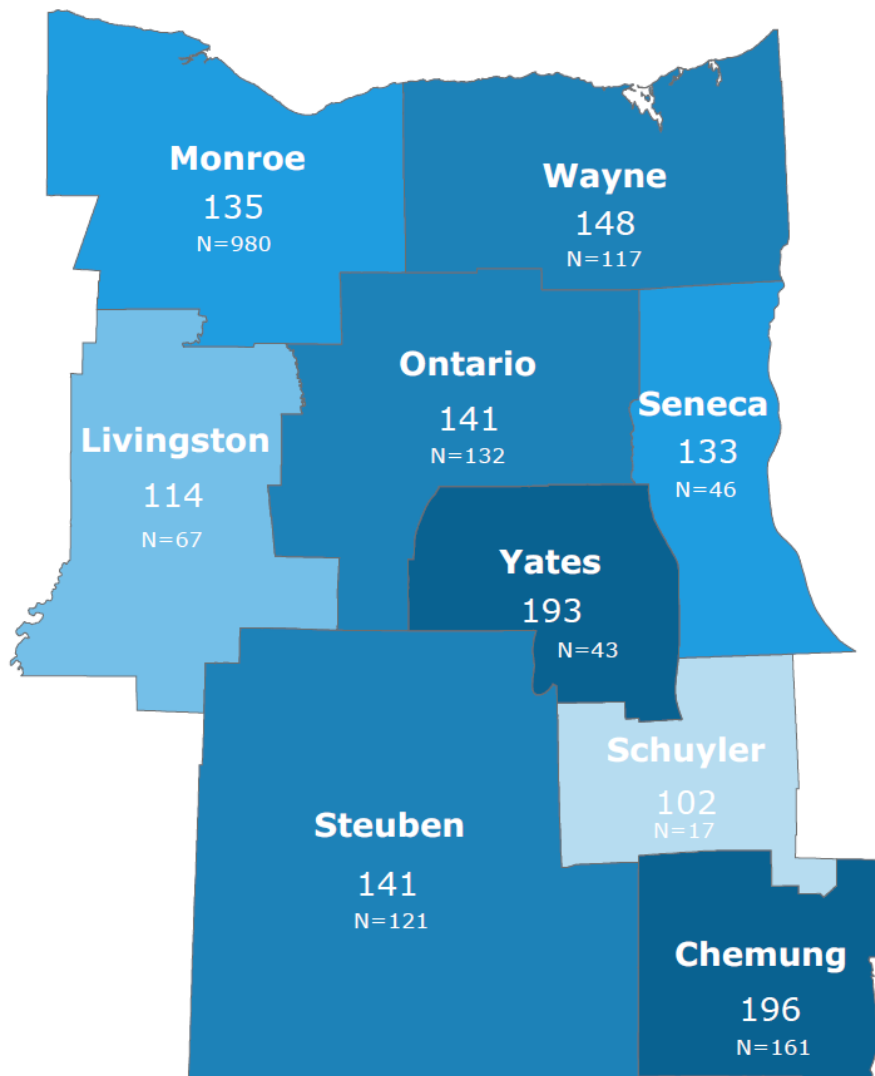 Monroe
135
N=980
Wayne
148
N=117
Ontario
141
N=132
Seneca
133
N=46
Livingston
114
N=67
Yates
193
N=43
Schuyler
102
N=17
Steuben
141
N=121
Chemung
196
N=161